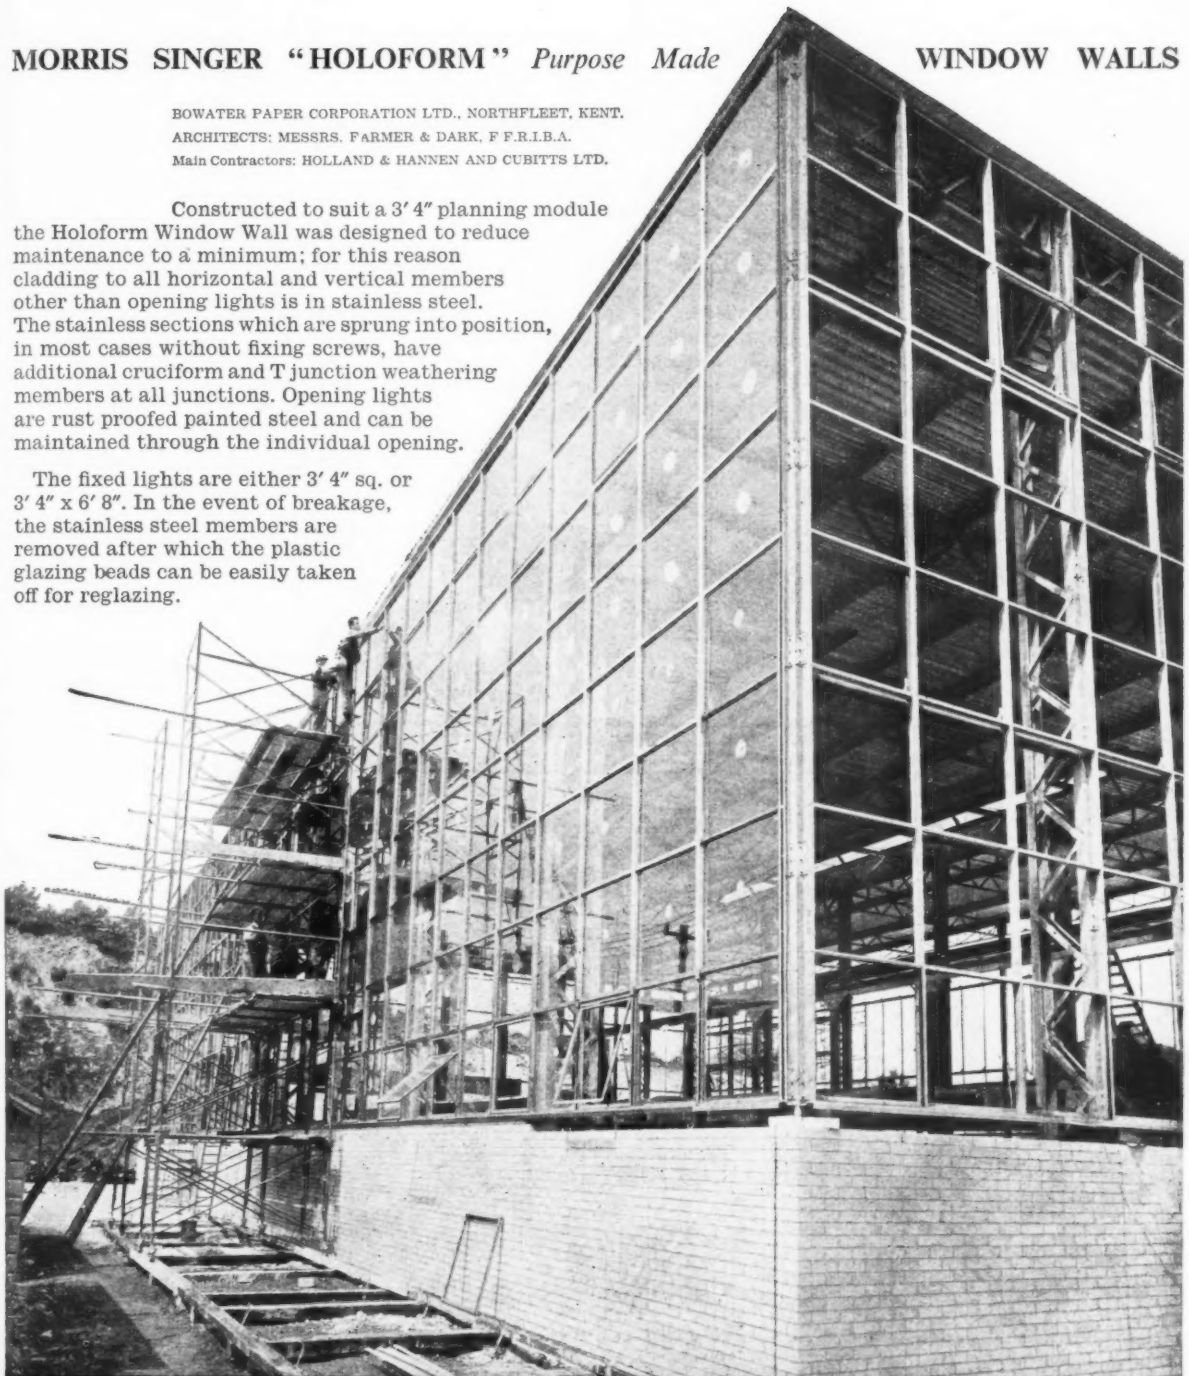 MORRIS SINGER “HOLOFORM” Purpose Made WINDOW WALLS
BOWATER PAPER CORPORATION LTD., NORTHFLEET, KENT.
ARCHITECTS: MESSRS. FARMER & DARK, F F.R.I.B.A.
Main Contractors: HOLLAND & HANNEN AND CUBITTS LTD.
Constructed to suit a 3′ 4″ planning module
the Holoform Window Wall was designed to reduce
maintenance to a minimum; for this reason
cladding to all horizontal and vertical members
other than opening lights is in stainless steel.
The stainless sections which are sprung into position,
in most cases without fixing screws, have
additional cruciform and T junction weathering
members at all junctions. Opening lights
are rust proofed painted steel and can be
maintained through the individual opening.
The fixed lights are either 3′ 4″ sq. or
3′ 4″ x 6′ 8″. In the event of breakage,
the stainless steel members are
removed after which the plastic
glazing beads can be easily taken
off for reglazing.